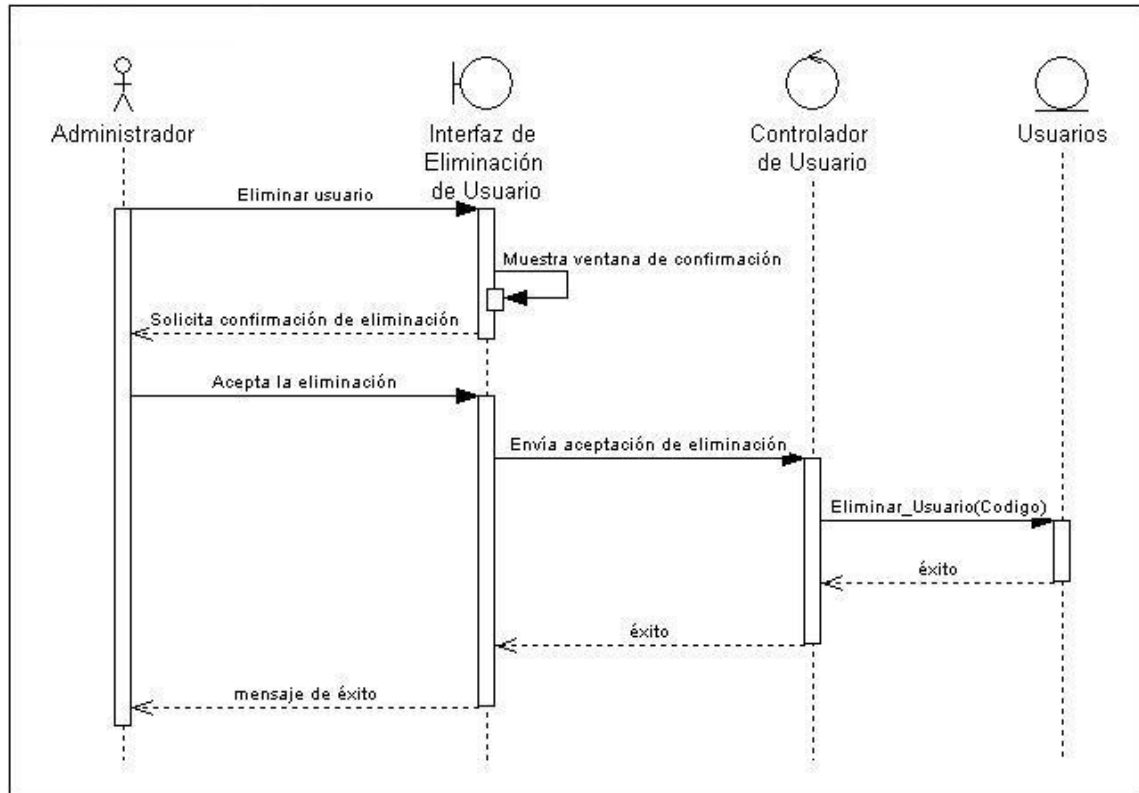 Administrador
Interfaz de
Eliminación
de Usuario
Controlador
de Usuario
Usuarios
Eliminar usuario
Muestra ventana de confirmación
Solicita confirmación de eliminación
Acepta la eliminación
Envía aceptación de eliminación
Eliminar_Usuario(Codigo)
éxito
éxito
mensaje de éxito